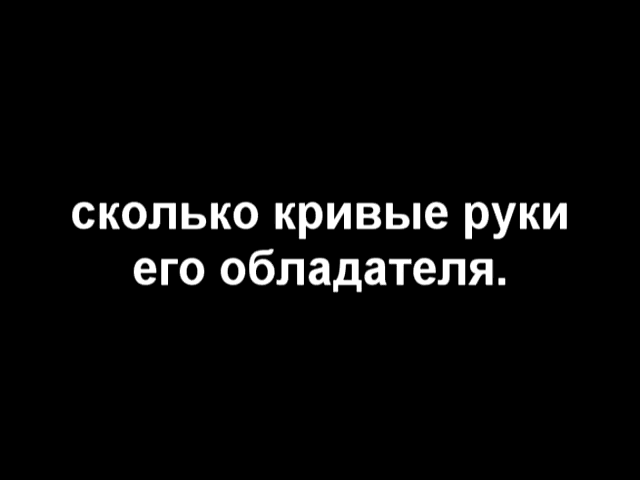 сколько кривые руки
его обладателя.